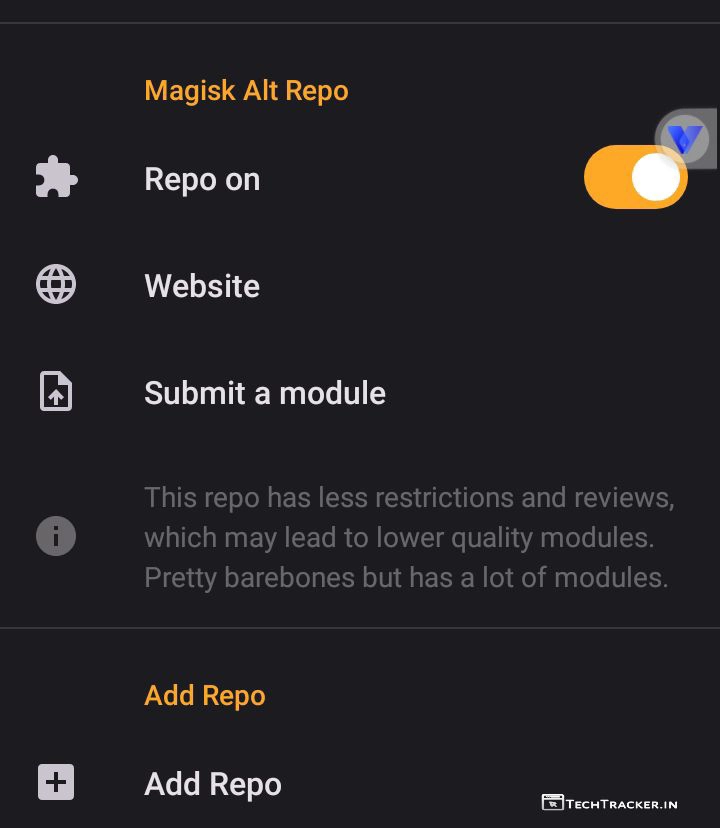 Magisk Alt Repo
Repo on
Website
Submit a module
This repo has less restrictions and reviews,
which may lead to lower quality modules.
Pretty barebones but has a lot of modules.
Add Repo
Add Repo
TECHTRACKER.IN